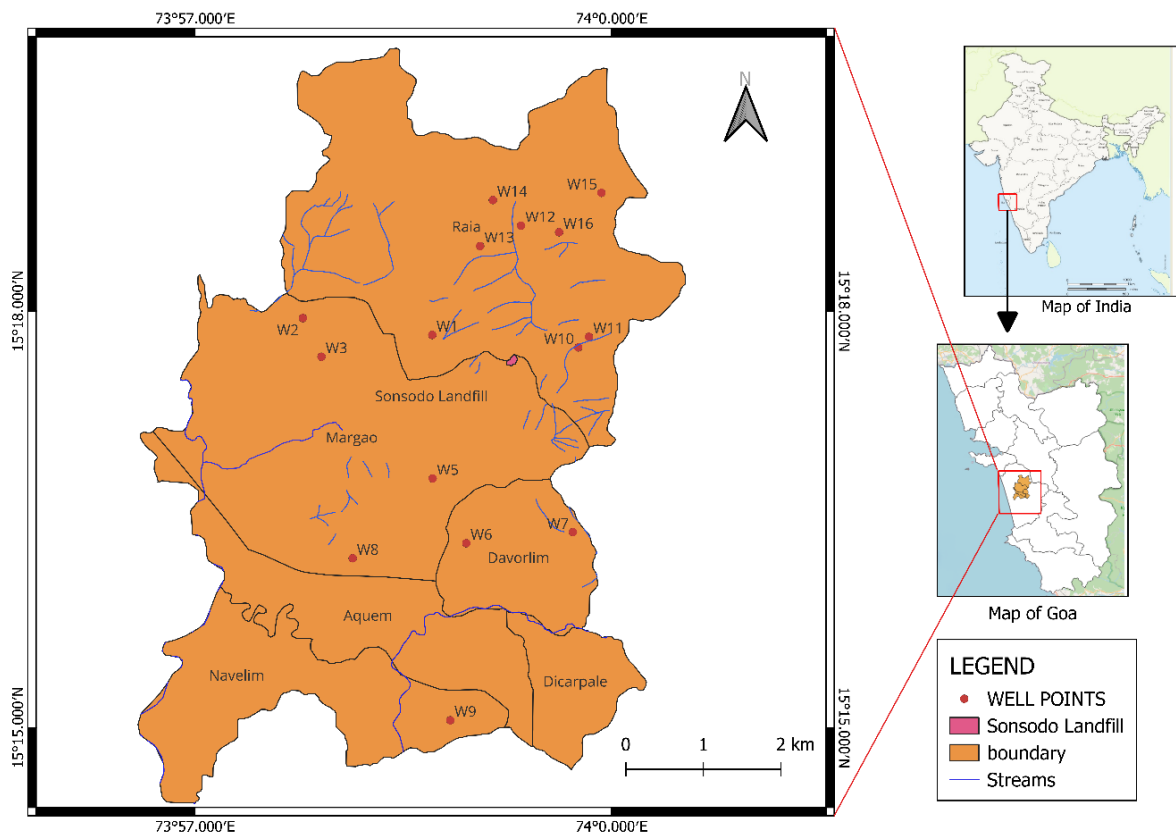 73°57.000'E
74°0.000'E
N
W15
W14
W12
Raia
W13
W16
15°18.000'N
15°18.000'N
W2
W1
W11
W3
W10
Sonsodo Landfill
Margao
W5
W7
W6
W8
Davorlim
Aquem
Navelim
Dicarpale
W9
15°15.000'N
15°15.000'N
0 1 2 km
73°57.000'E
74°0.000'E
Map of India
Map of Goa
LEGEND
WELL POINTS
Sonsodo Landfill
boundary
Streams